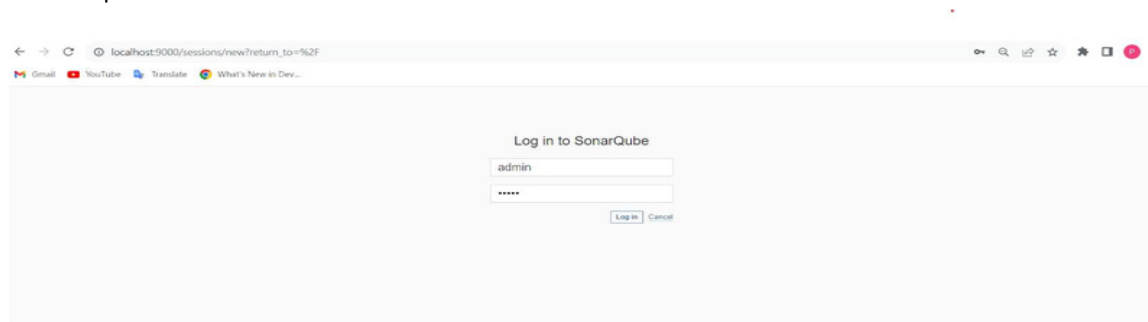 localhost:9000/sessions/new?return_to=%2F
Gmail YouTube Translate What's New in Dev...
Log in to SonarQube
admin
•••••
Log in Cancel